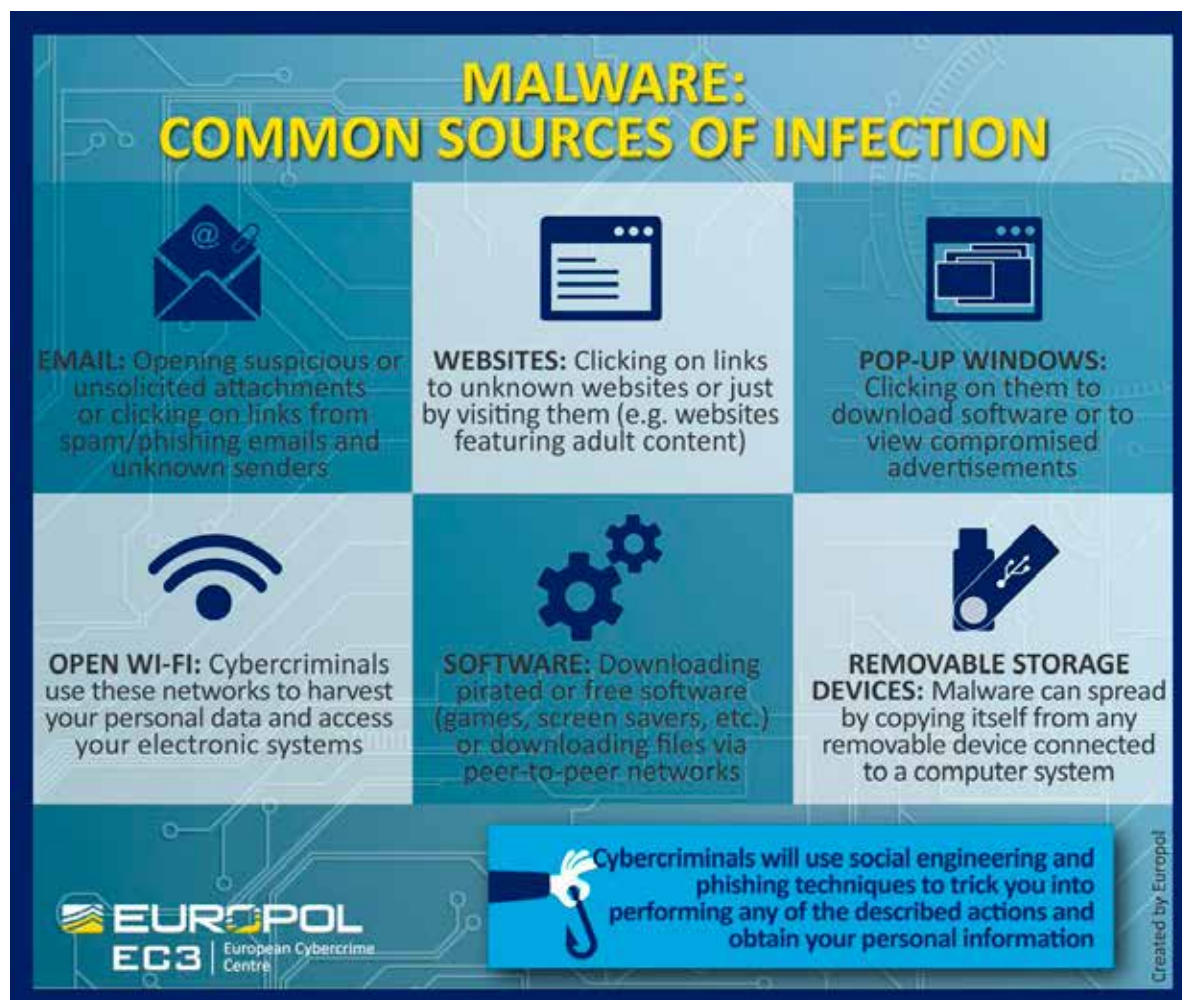 MALWARE:
COMMON SOURCES OF INFECTION
@
EMAIL: Opening suspicious or
unsolicited attachments
or clicking on links from
spam/phishing emails and
unknown senders
WEBSITES: Clicking on links
to unknown websites or just
by visiting them (e.g. websites
featuring adult content)
POP-UP WINDOWS:
Clicking on them to
download software or to
view compromised
advertisements
OPEN WI-FI: Cybercriminals
use these networks to harvest
your personal data and access
your electronic systems
SOFTWARE: Downloading
pirated or free software
(games, screen savers, etc.)
or downloading files via
peer-to-peer networks
REMOVABLE STORAGE
DEVICES: Malware can spread
by copying itself from any
removable device connected
to a computer system
EUROPOL
EC3
European Cybercrime
Centre
Cybercriminals will use social engineering and
phishing techniques to trick you into
performing any of the described actions and
obtain your personal information
Created by Europol